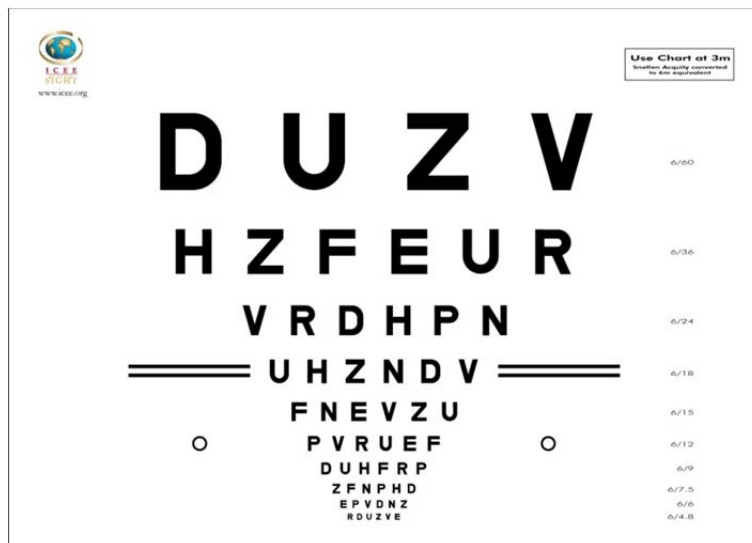 ICEE
SIGHT
www.icee.org
Use Chart at 3m
Snellen Acquity converted
to 6m equivalent
D U Z V 6/60
H Z F E U R 6/36
V R D H P N 6/24
U H Z N D V 6/18
F N E V Z U 6/15
P V R U E F 6/12
D U H F R P 6/9
Z F N P H D 6/7.5
E P V D N Z 6/6
R D U Z V E 6/4.8